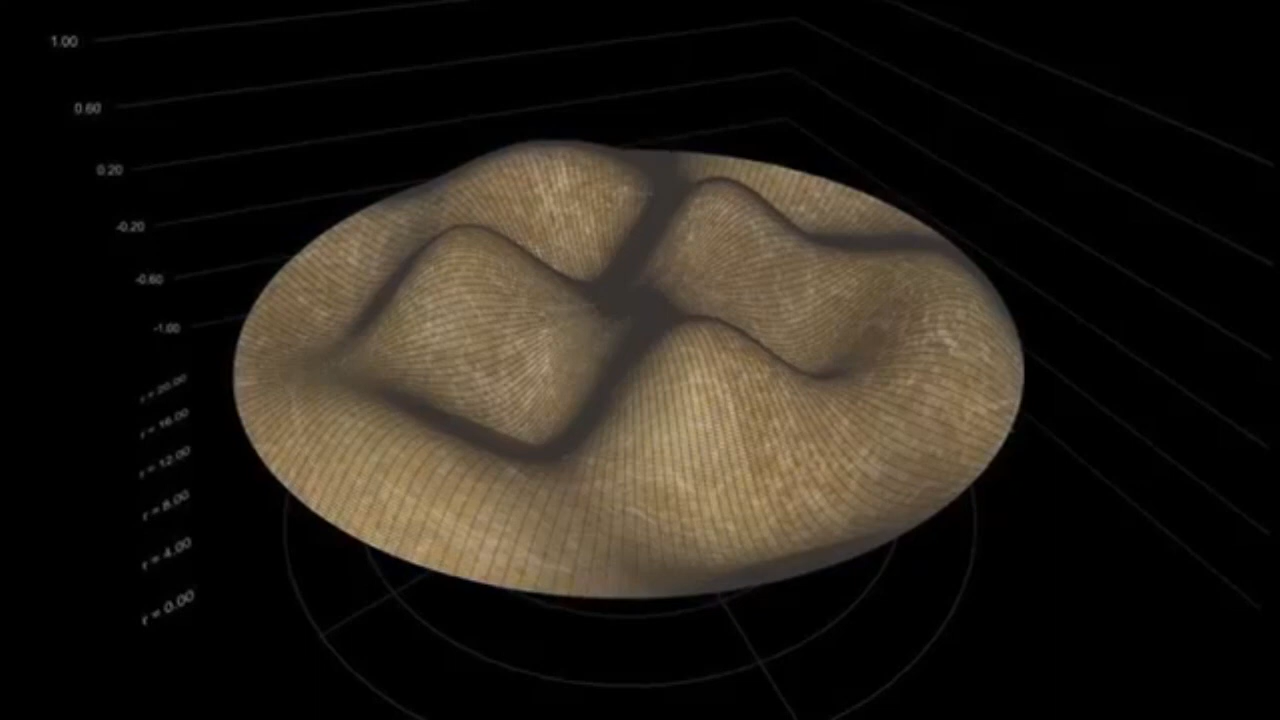 1.00
0.60
0.20
-0.20
-0.60
-1.00
r = 20.00
r = 16.00
r = 12.00
r = 8.00
r = 4.00
r = 0.00